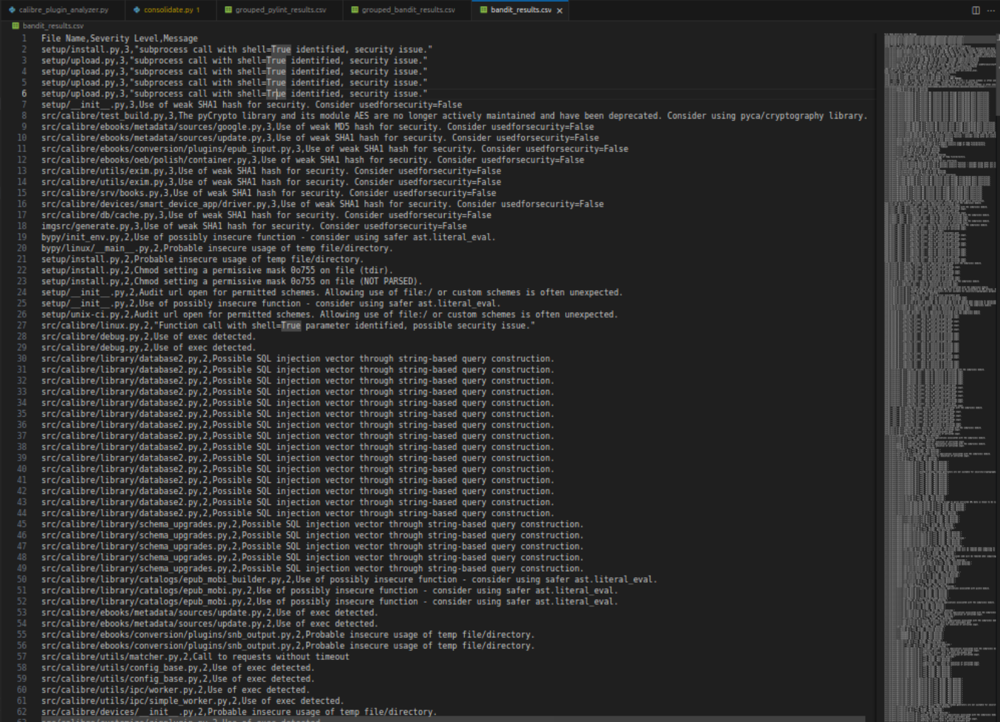 calibre_plugin_analyzer.py
consolidate.py 1
grouped_pylint_results.csv
grouped_bandit_results.csv
bandit_results.csv
bandit_results.csv
1 File Name,Severity Level,Message
2 setup/install.py,3,"subprocess call with shell=True identified, security issue."
3 setup/upload.py,3,"subprocess call with shell=True identified, security issue."
4 setup/upload.py,3,"subprocess call with shell=True identified, security issue."
5 setup/upload.py,3,"subprocess call with shell=True identified, security issue."
6 setup/upload.py,3,"subprocess call with shell=True identified, security issue."
7 setup/__init__.py,3,Use of weak SHA1 hash for security. Consider usedforsecurity=False
8 src/calibre/test_build.py,3,The pyCrypto library and its module AES are no longer actively maintained and have been deprecated. Consider using pyca/cryptography library.
9 src/calibre/ebooks/metadata/sources/google.py,3,Use of weak MD5 hash for security. Consider usedforsecurity=False
10 src/calibre/ebooks/metadata/sources/update.py,3,Use of weak SHA1 hash for security. Consider usedforsecurity=False
11 src/calibre/ebooks/conversion/plugins/epub_input.py,3,Use of weak SHA1 hash for security. Consider usedforsecurity=False
12 src/calibre/ebooks/oeb/polish/container.py,3,Use of weak SHA1 hash for security. Consider usedforsecurity=False
13 src/calibre/utils/exim.py,3,Use of weak SHA1 hash for security. Consider usedforsecurity=False
14 src/calibre/utils/exim.py,3,Use of weak SHA1 hash for security. Consider usedforsecurity=False
15 src/calibre/srv/books.py,3,Use of weak SHA1 hash for security. Consider usedforsecurity=False
16 src/calibre/devices/smart_device_app/driver.py,3,Use of weak SHA1 hash for security. Consider usedforsecurity=False
17 src/calibre/db/cache.py,3,Use of weak SHA1 hash for security. Consider usedforsecurity=False
18 imgsrc/generate.py,3,Use of weak SHA1 hash for security. Consider usedforsecurity=False
19 bypy/init_env.py,2,Use of possibly insecure function - consider using safer ast.literal_eval.
20 bypy/linux/__main__.py,2,Probable insecure usage of temp file/directory.
21 setup/install.py,2,Probable insecure usage of temp file/directory.
22 setup/install.py,2,Chmod setting a permissive mask 0o755 on file (tdir).
23 setup/install.py,2,Chmod setting a permissive mask 0o755 on file (NOT PARSED).
24 setup/__init__.py,2,Audit url open for permitted schemes. Allowing use of file:/ or custom schemes is often unexpected.
25 setup/__init__.py,2,Use of possibly insecure function - consider using safer ast.literal_eval.
26 setup/unix-ci.py,2,Audit url open for permitted schemes. Allowing use of file:/ or custom schemes is often unexpected.
27 src/calibre/linux.py,2,"Function call with shell=True parameter identified, possible security issue."
28 src/calibre/debug.py,2,Use of exec detected.
29 src/calibre/debug.py,2,Use of exec detected.
30 src/calibre/library/database2.py,2,Possible SQL injection vector through string-based query construction.
31 src/calibre/library/database2.py,2,Possible SQL injection vector through string-based query construction.
32 src/calibre/library/database2.py,2,Possible SQL injection vector through string-based query construction.
33 src/calibre/library/database2.py,2,Possible SQL injection vector through string-based query construction.
34 src/calibre/library/database2.py,2,Possible SQL injection vector through string-based query construction.
35 src/calibre/library/database2.py,2,Possible SQL injection vector through string-based query construction.
36 src/calibre/library/database2.py,2,Possible SQL injection vector through string-based query construction.
37 src/calibre/library/database2.py,2,Possible SQL injection vector through string-based query construction.
38 src/calibre/library/database2.py,2,Possible SQL injection vector through string-based query construction.
39 src/calibre/library/database2.py,2,Possible SQL injection vector through string-based query construction.
40 src/calibre/library/database2.py,2,Possible SQL injection vector through string-based query construction.
41 src/calibre/library/database2.py,2,Possible SQL injection vector through string-based query construction.
42 src/calibre/library/database2.py,2,Possible SQL injection vector through string-based query construction.
43 src/calibre/library/database2.py,2,Possible SQL injection vector through string-based query construction.
44 src/calibre/library/database2.py,2,Possible SQL injection vector through string-based query construction.
45 src/calibre/library/schema_upgrades.py,2,Possible SQL injection vector through string-based query construction.
46 src/calibre/library/schema_upgrades.py,2,Possible SQL injection vector through string-based query construction.
47 src/calibre/library/schema_upgrades.py,2,Possible SQL injection vector through string-based query construction.
48 src/calibre/library/schema_upgrades.py,2,Possible SQL injection vector through string-based query construction.
49 src/calibre/library/schema_upgrades.py,2,Possible SQL injection vector through string-based query construction.
50 src/calibre/library/catalogs/epub_mobi_builder.py,2,Use of possibly insecure function - consider using safer ast.literal_eval.
51 src/calibre/library/catalogs/epub_mobi.py,2,Use of possibly insecure function - consider using safer ast.literal_eval.
52 src/calibre/library/catalogs/epub_mobi.py,2,Use of possibly insecure function - consider using safer ast.literal_eval.
53 src/calibre/ebooks/metadata/sources/update.py,2,Use of exec detected.
54 src/calibre/ebooks/metadata/sources/update.py,2,Use of exec detected.
55 src/calibre/ebooks/conversion/plugins/snb_output.py,2,Probable insecure usage of temp file/directory.
56 src/calibre/ebooks/conversion/plugins/snb_output.py,2,Probable insecure usage of temp file/directory.
57 src/calibre/utils/matcher.py,2,Call to requests without timeout
58 src/calibre/utils/config_base.py,2,Use of exec detected.
59 src/calibre/utils/config_base.py,2,Use of exec detected.
60 src/calibre/utils/ipc/worker.py,2,Use of exec detected.
61 src/calibre/utils/ipc/simple_worker.py,2,Use of exec detected.
62 src/calibre/devices/__init__.py,2,Probable insecure usage of temp file/directory.